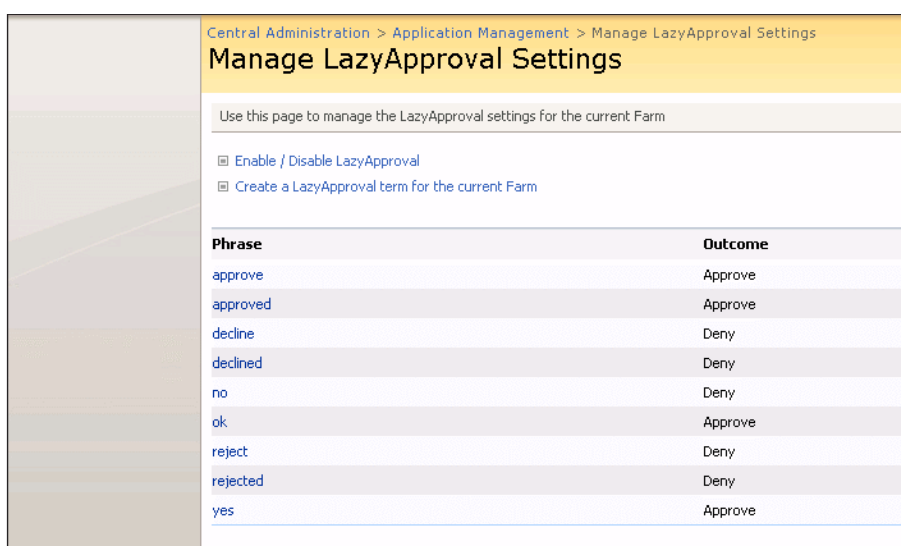 Central Administration > Application Management > Manage LazyApproval Settings
Manage LazyApproval Settings
Use this page to manage the LazyApproval settings for the current Farm
Enable / Disable LazyApproval
Create a LazyApproval term for the current Farm
Phrase Outcome
approve Approve
approved Approve
decline Deny
declined Deny
no Deny
ok Approve
reject Deny
rejected Deny
yes Approve